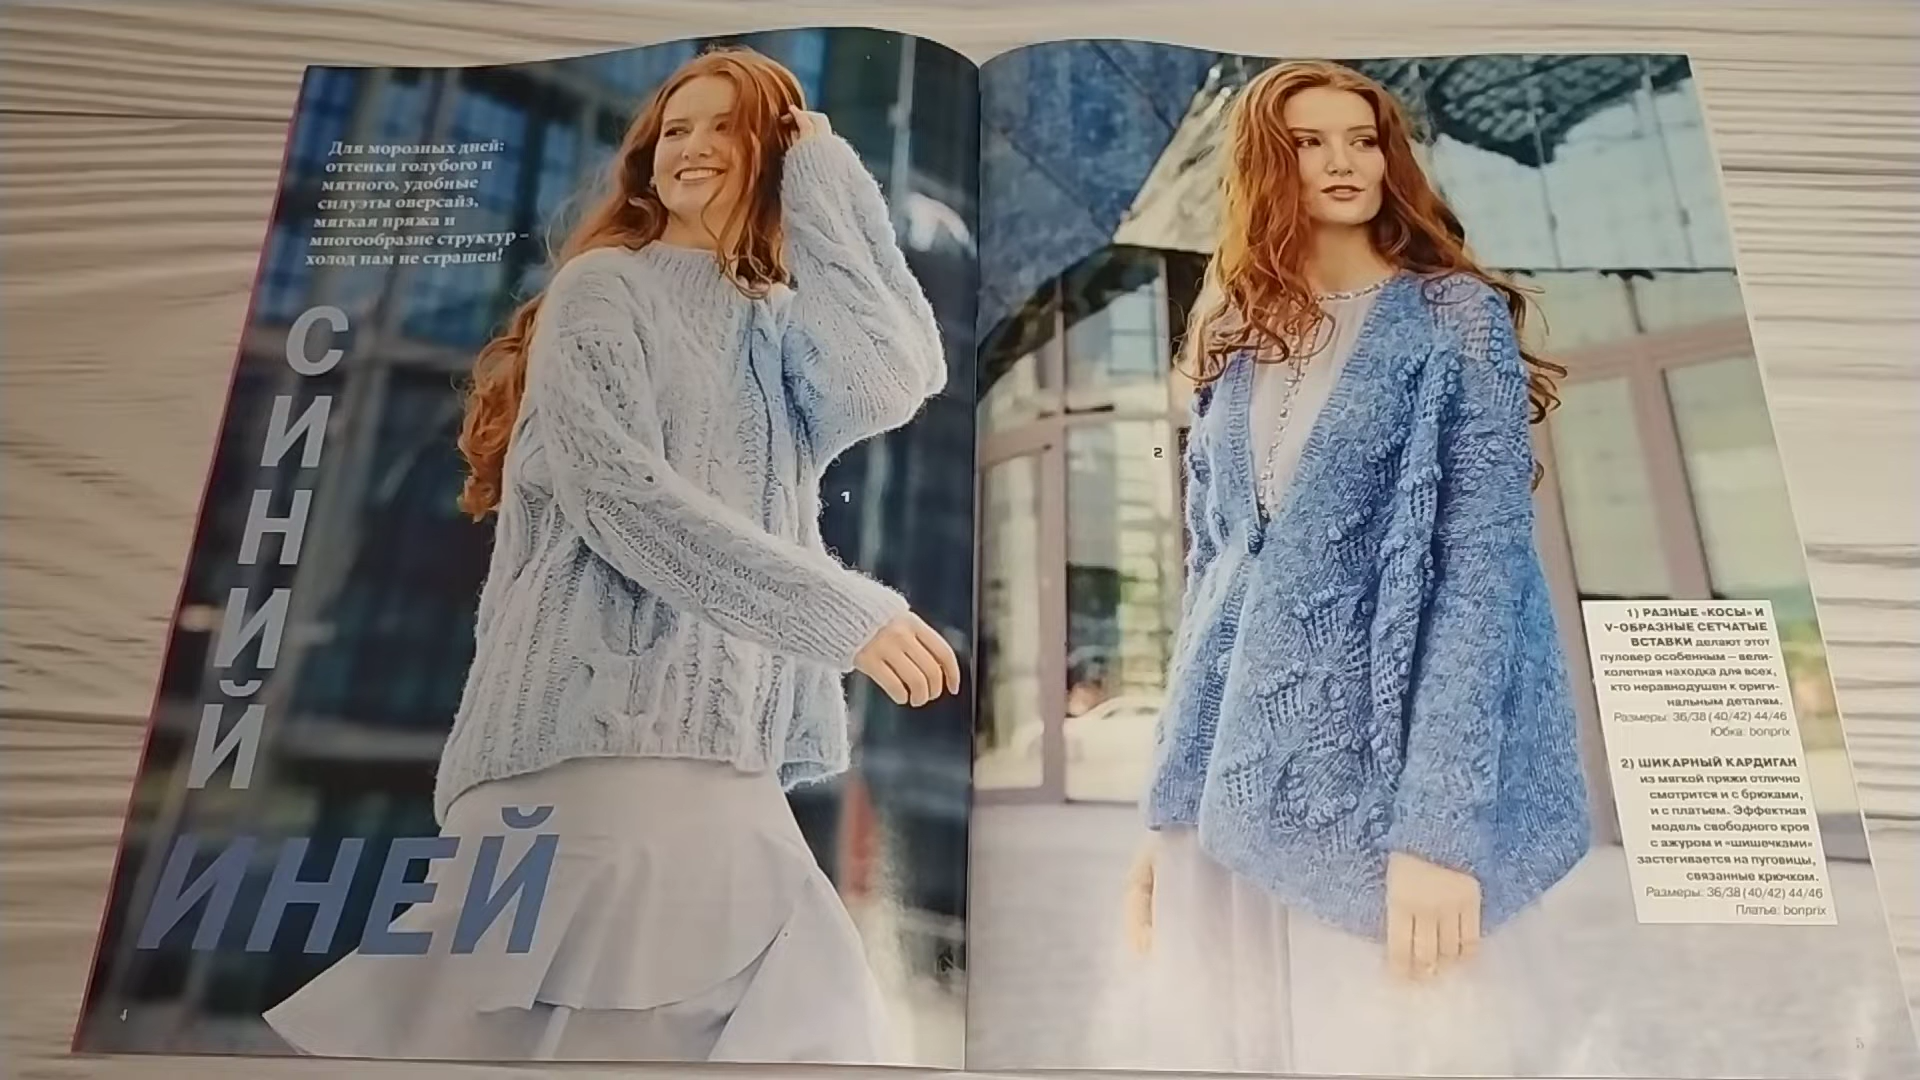 Для морозных дней:
оттенки голубого и
мятного, удобные
силуэты оверсайз,
мягкая пряжа и
многообразие структур –
холод нам не страшен!
СИНИЙ
ИНЕЙ
1
4
2
1) РАЗНЫЕ «КОСЫ» И
V-ОБРАЗНЫЕ СЕТЧАТЫЕ
ВСТАВКИ делают этот
пуловер особенным – вели-
колепная находка для всех,
кто неравнодушен к ориги-
нальным деталям.
Размеры: 36/38 (40/42) 44/46
Юбка: bonprix
2) ШИКАРНЫЙ КАРДИГАН
из мягкой пряжи отлично
смотрится и с брюками,
и с платьем. Эффектная
модель свободного кроя
с ажуром и «шишечками»
застегивается на пуговицы,
связанные крючком.
Размеры: 36/38 (40/42) 44/46
Платье: bonprix
5